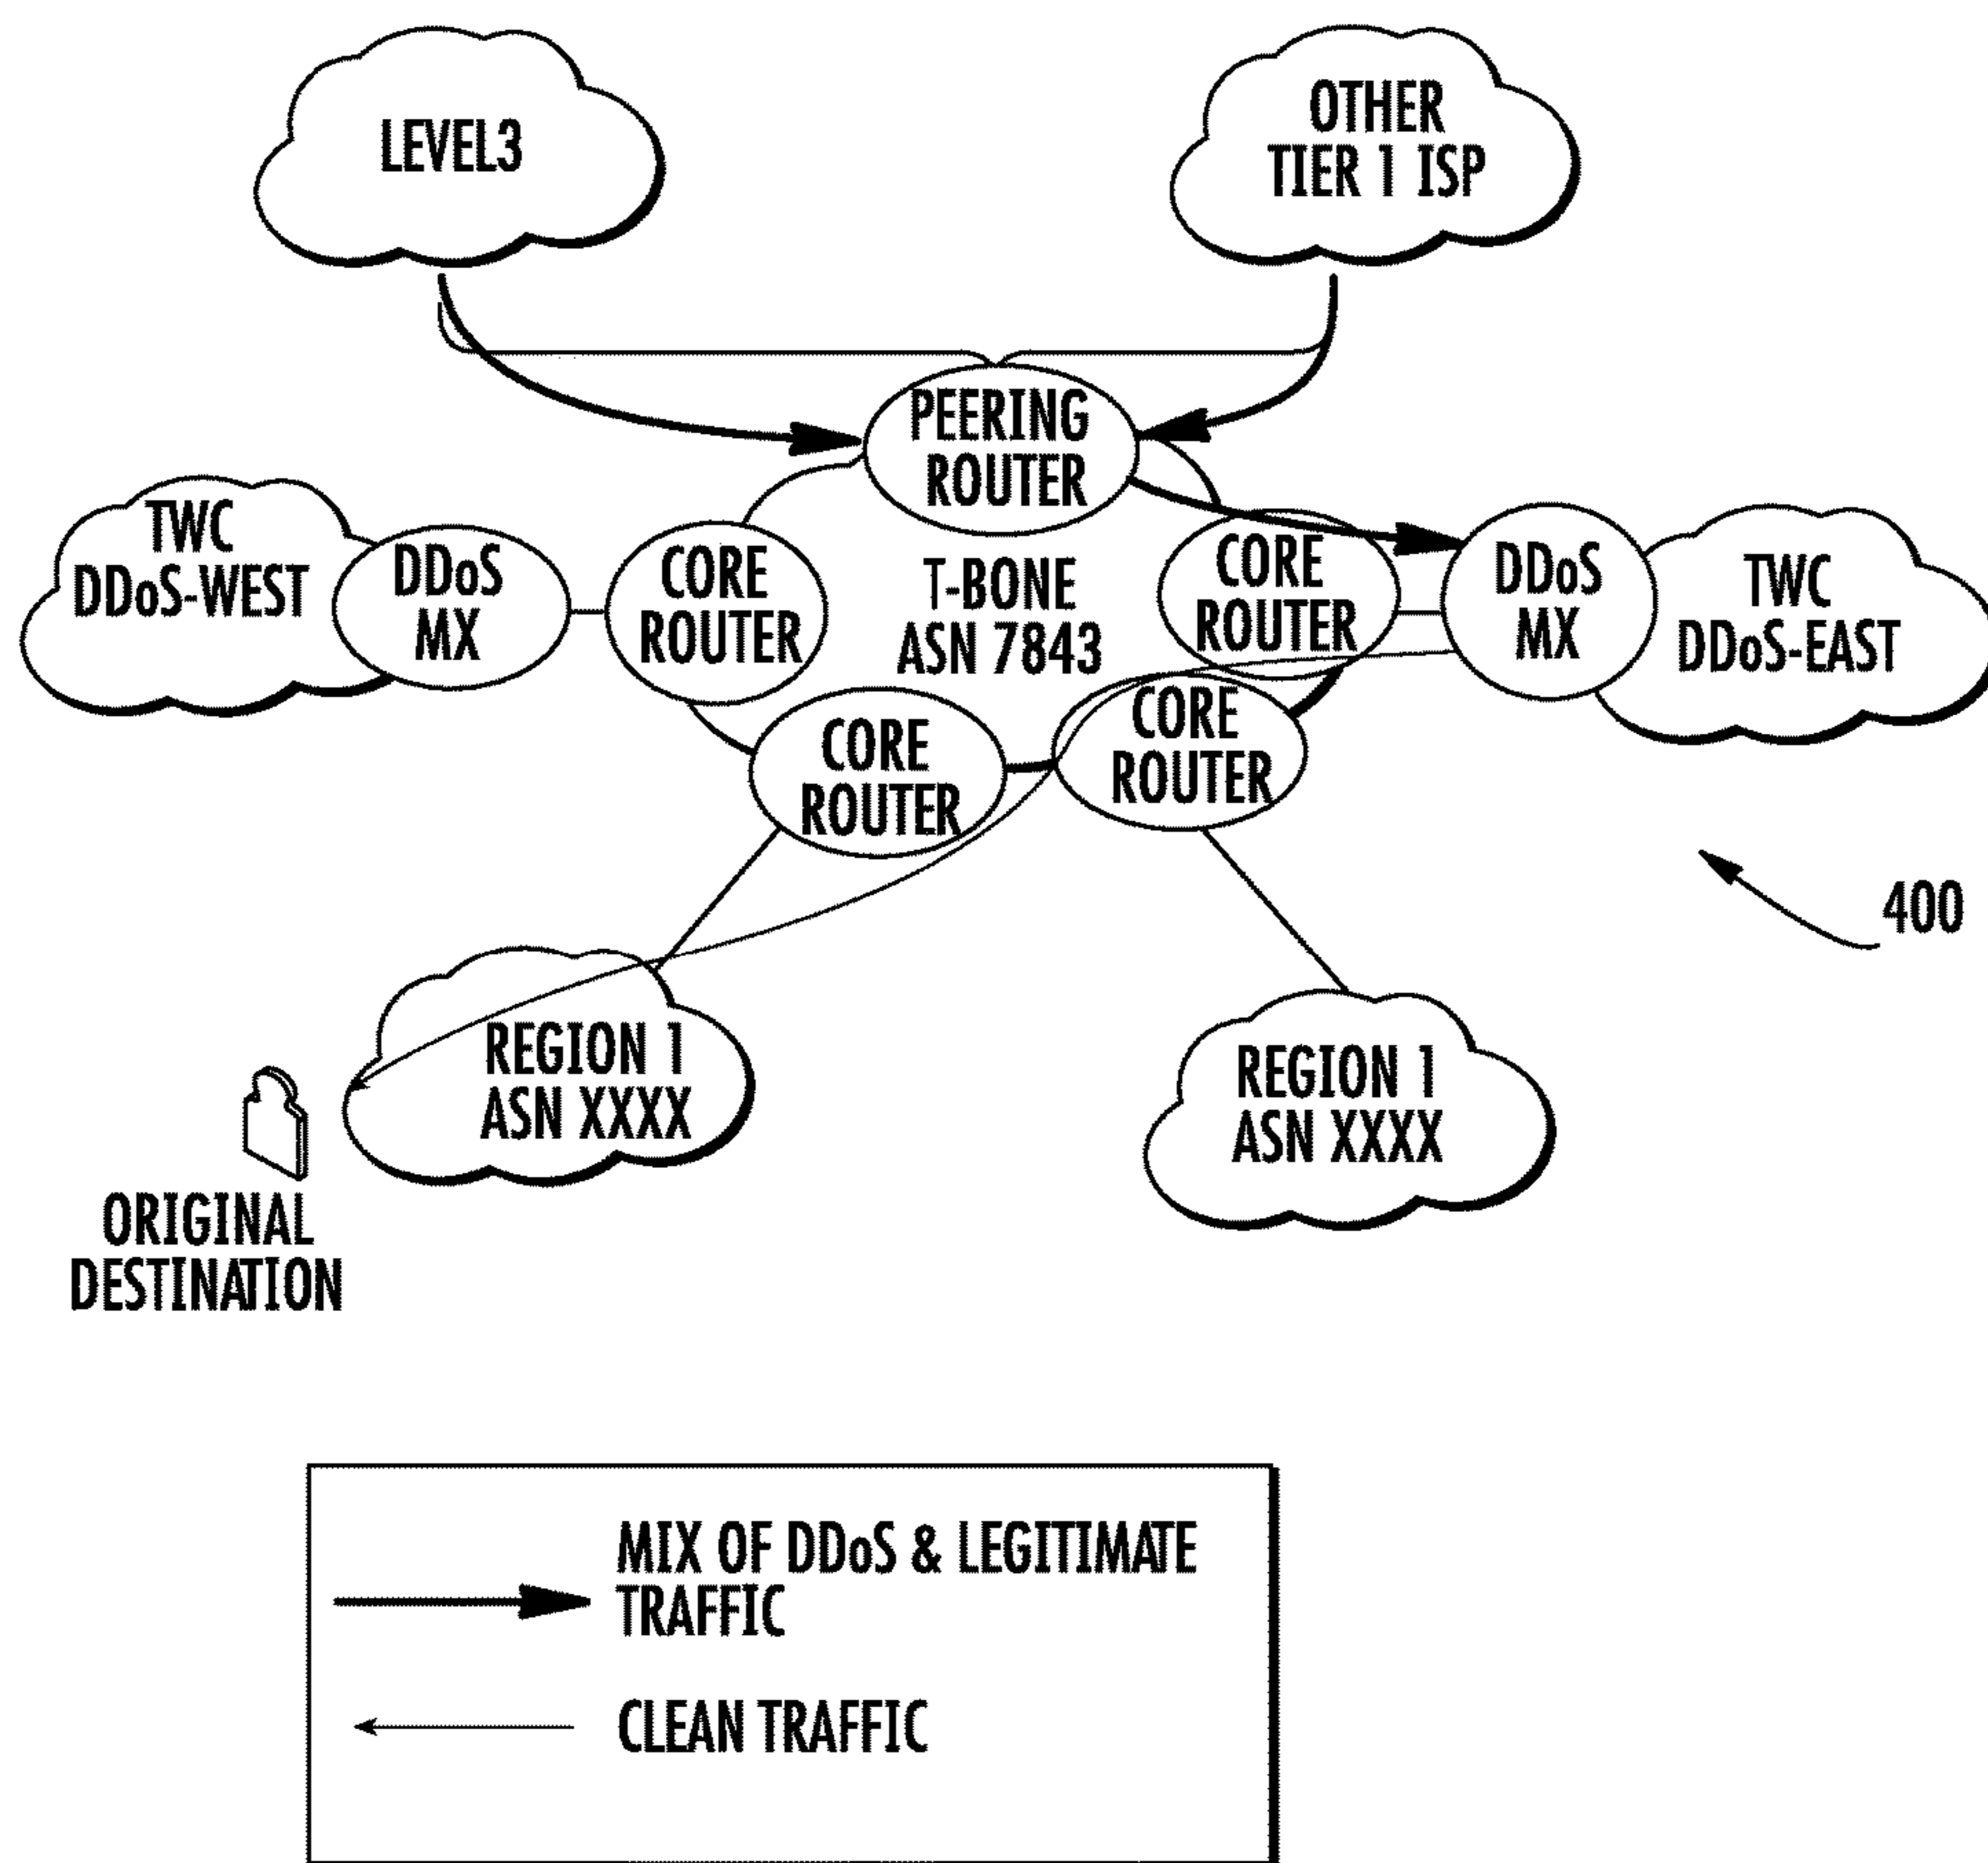 LEVEL3
OTHER
TIER 1 ISP
PEERING
ROUTER
TWC
DDoS-WEST
DDoS
MX
CORE
ROUTER
T-BONE
ASN 7843
CORE
ROUTER
DDoS
MX
TWC
DDoS-EAST
CORE
ROUTER
CORE
ROUTER
400
REGION 1
ASN XXXX
REGION 1
ASN XXXX
ORIGINAL
DESTINATION
MIX OF DDoS & LEGITIMATE
TRAFFIC
CLEAN TRAFFIC